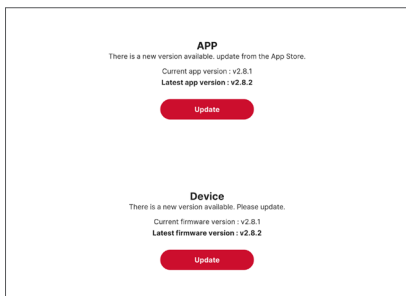 APP
There is a new version available. update from the App Store.
Current app version : v2.8.1
Latest app version : v2.8.2
Update
Device
There is a new version available. Please update.
Current firmware version : v2.8.1
Latest firmware version : v2.8.2
Update